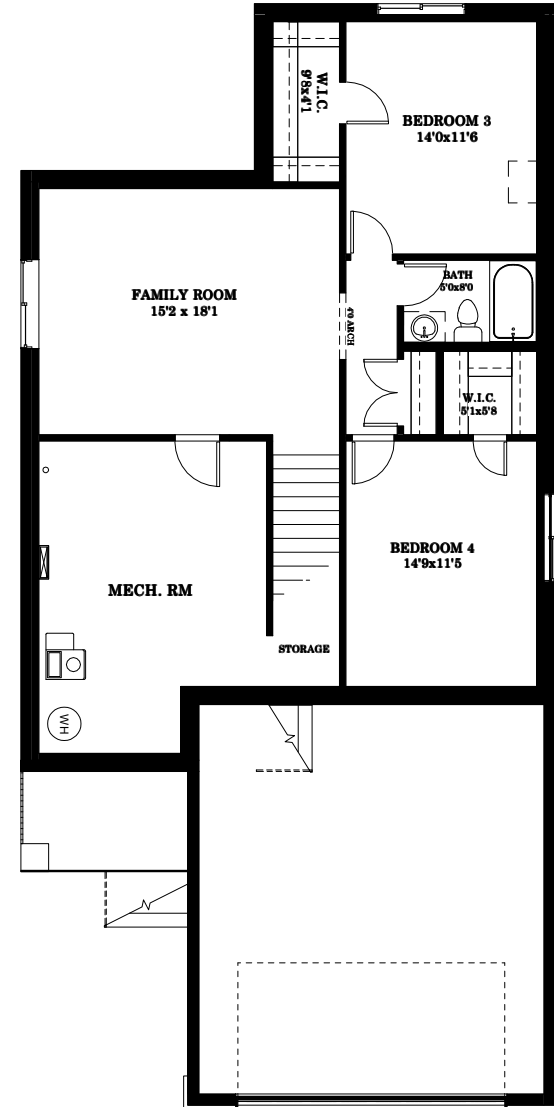 W.I.C.
9'8x4'1
BEDROOM 3
14'0x11'6
BATH
5'0x8'0
FAMILY ROOM
15'2 x 18'1
4'0 ARCH
W.I.C.
5'1x5'8
BEDROOM 4
14'9x11'5
MECH. RM
STORAGE
WH